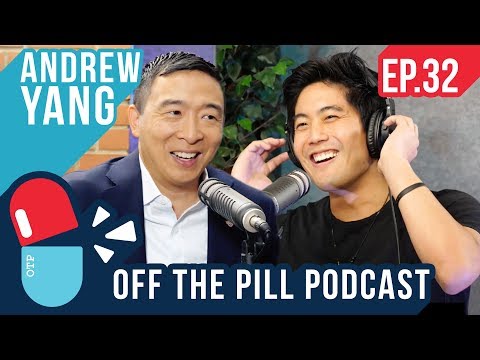 ANDREW
YANG
EP.32
OTP
OFF THE PILL PODCAST